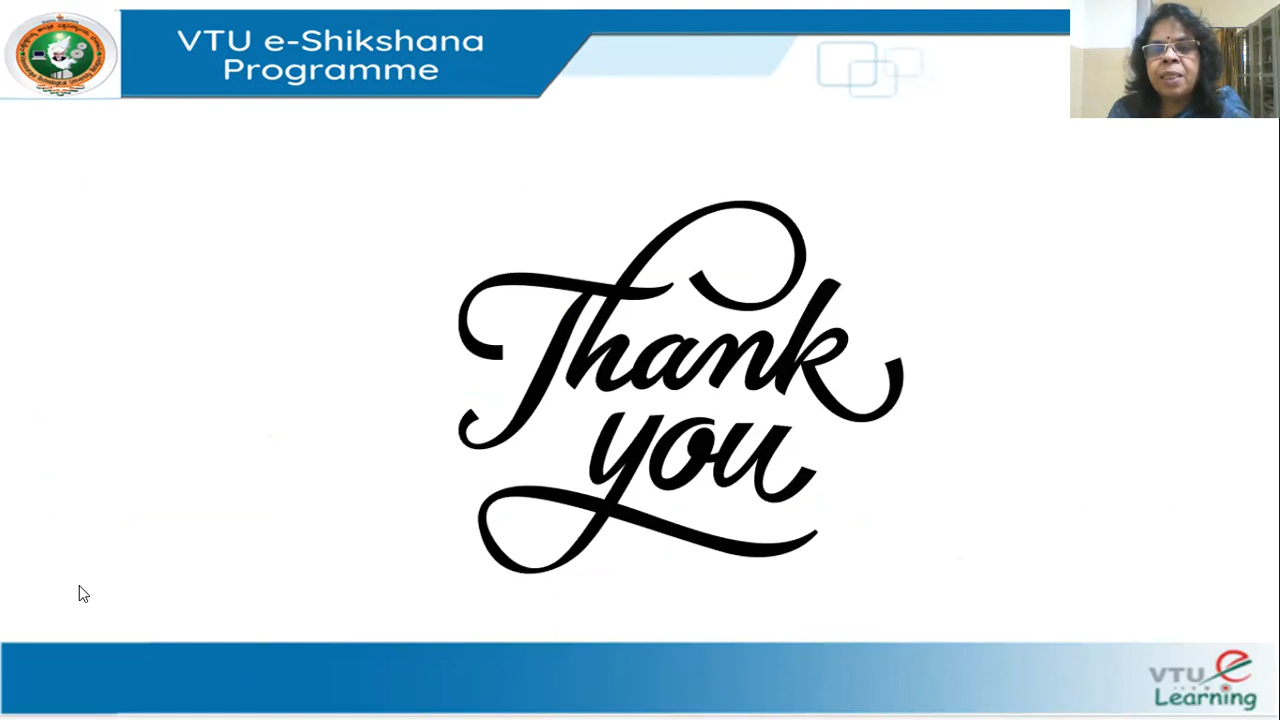 VTU e-Shikshana
Programme
Thank
you
VTU
Learning